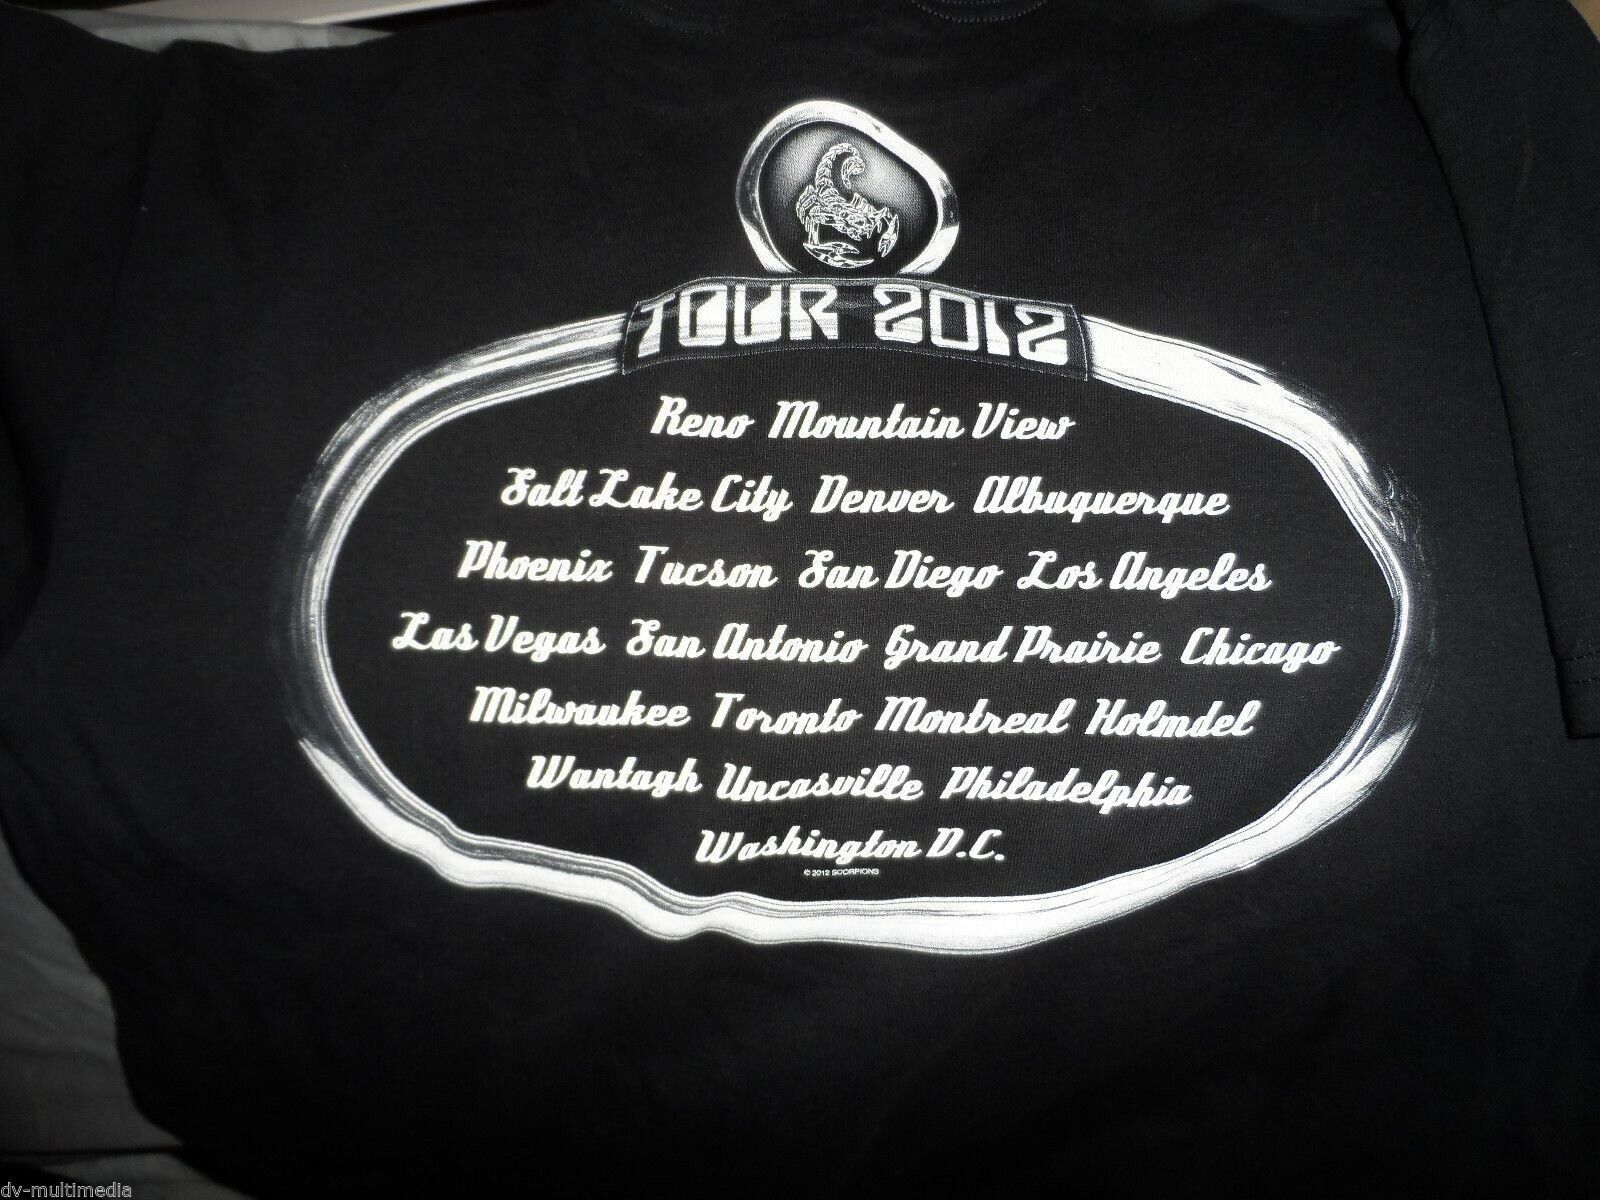 TOUR 2012
Reno Mountain View
Salt Lake City Denver Albuquerque
Phoenix Tucson San Diego Los Angeles
Las Vegas San Antonio Grand Prairie Chicago
Milwaukee Toronto Montreal Holmdel
Wantagh Uncasville Philadelphia
Washington D.C.
© 2012 SCORPIONS
dv-multimedia